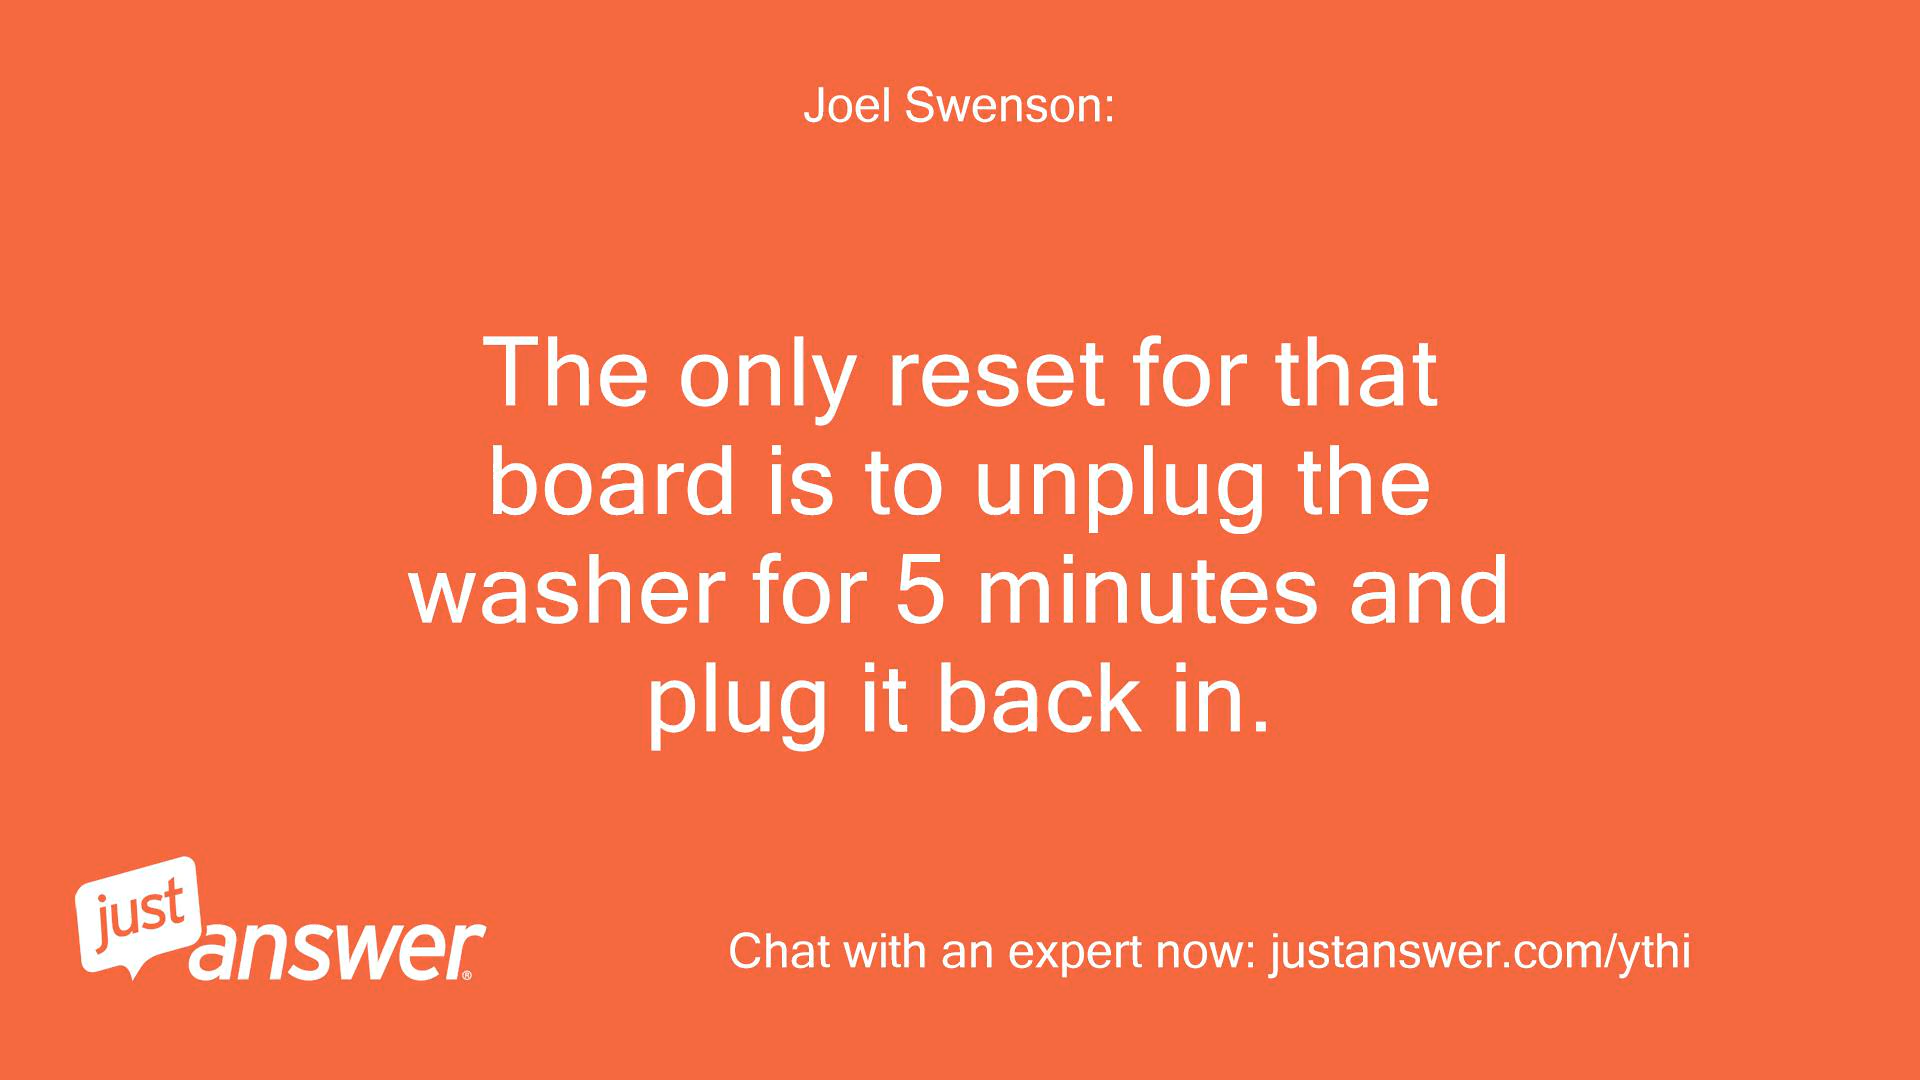 Joel Swenson:
The only reset for that
board is to unplug the
washer for 5 minutes and
plug it back in.
just
answer®
Chat with an expert now: justanswer.com/ythi